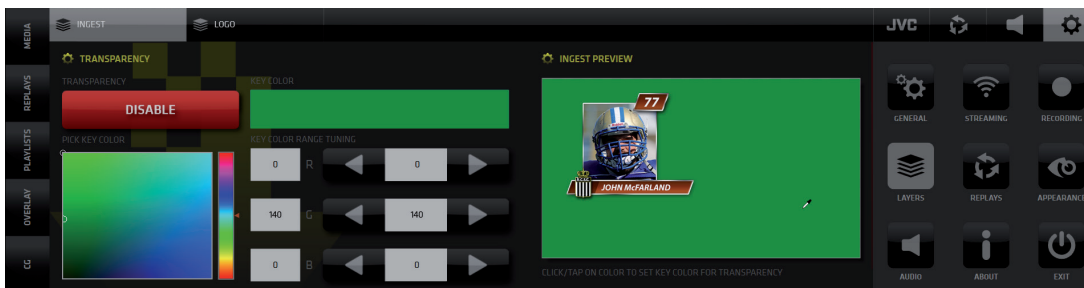 MEDIA
REPLAYS
PLAYLISTS
OVERLAY
CG
INGEST
LOGO
JVC
TRANSPARENCY
TRANSPARENCY
DISABLE
KEY COLOR
PICK KEY COLOR
KEY COLOR RANGE TUNING
0 R 0
140 G 140
0 B 0
INGEST PREVIEW
77
JOHN McFARLAND
CLICK/TAP ON COLOR TO SET KEY COLOR FOR TRANSPARENCY
GENERAL
STREAMING
RECORDING
LAYERS
REPLAYS
APPEARANCE
AUDIO
ABOUT
EXIT